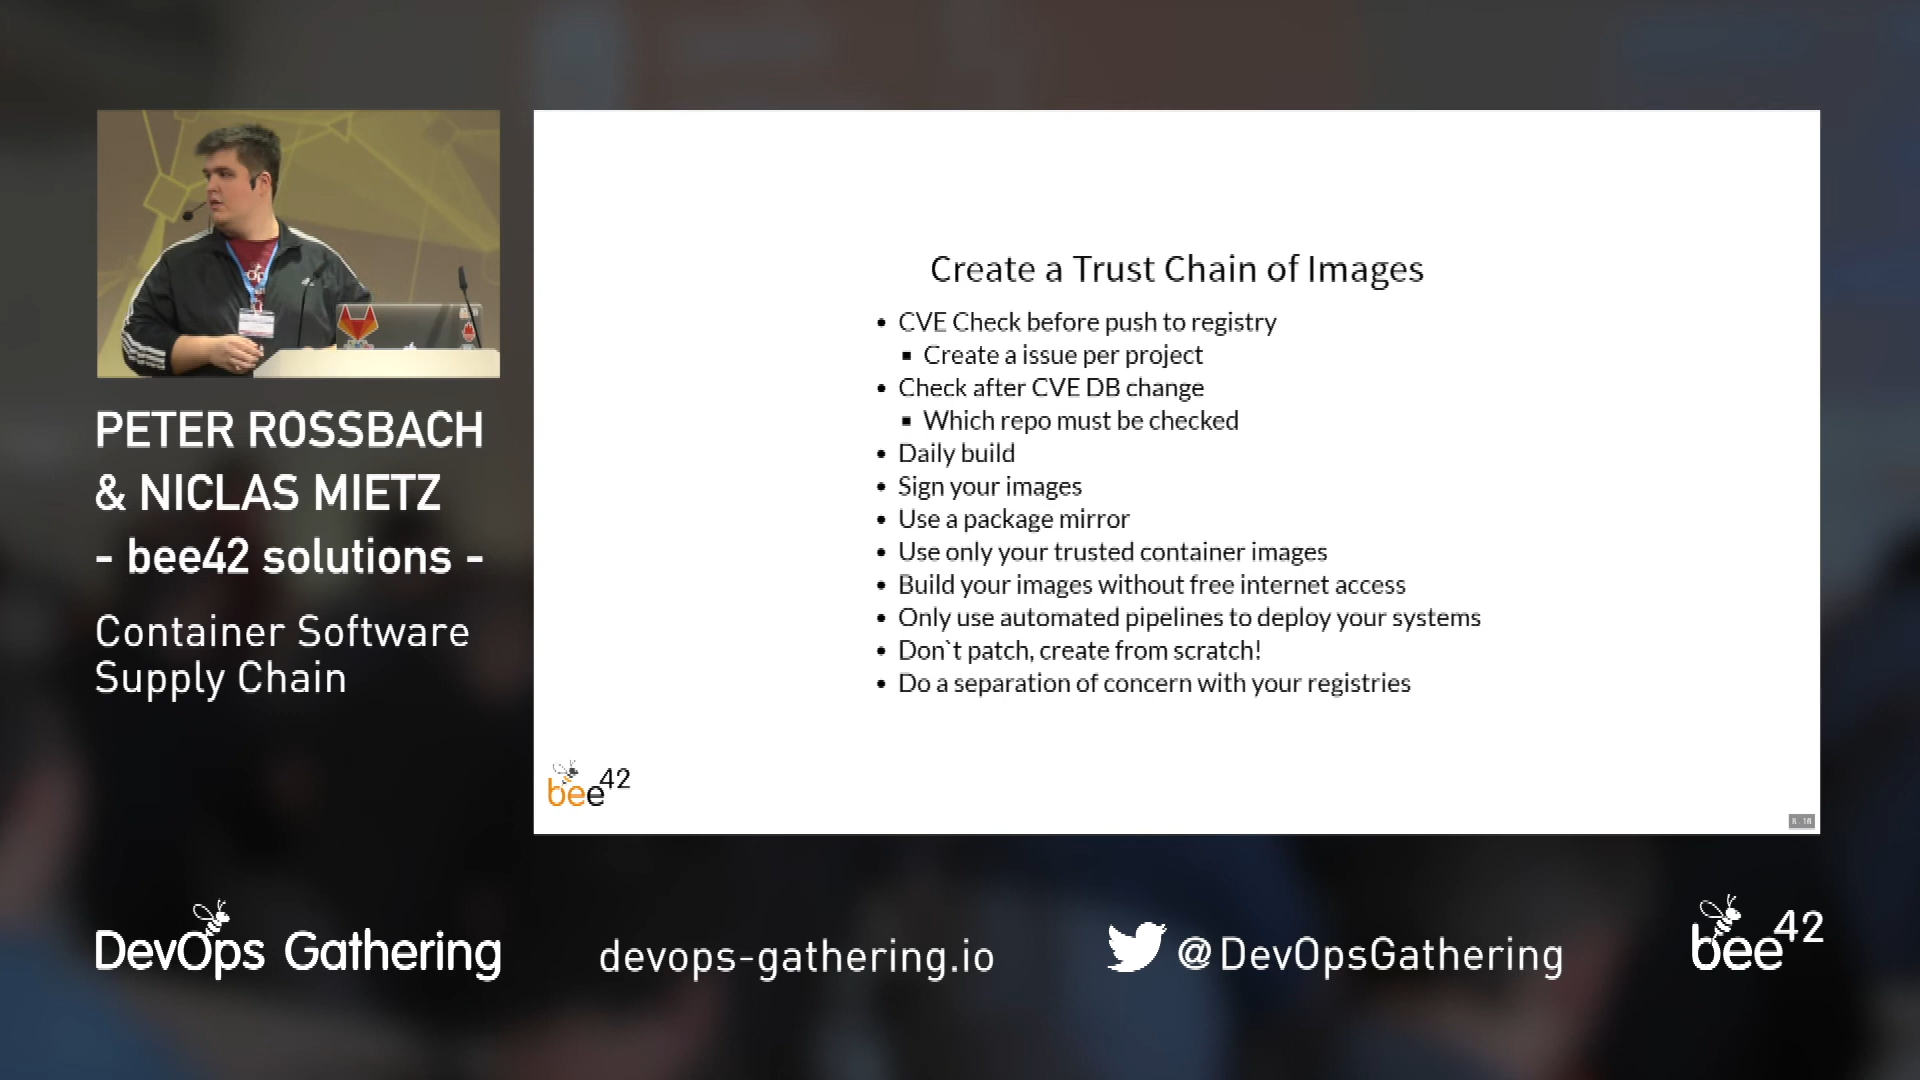 PETER ROSSBACH
& NICLAS MIETZ
- bee42 solutions -
Container Software
Supply Chain
Create a Trust Chain of Images
• CVE Check before push to registry
▪ Create a issue per project
• Check after CVE DB change
▪ Which repo must be checked
• Daily build
• Sign your images
• Use a package mirror
• Use only your trusted container images
• Build your images without free internet access
• Only use automated pipelines to deploy your systems
• Don`t patch, create from scratch!
• Do a separation of concern with your registries
bee42
DevOps Gathering
devops-gathering.io
@DevOpsGathering
bee42